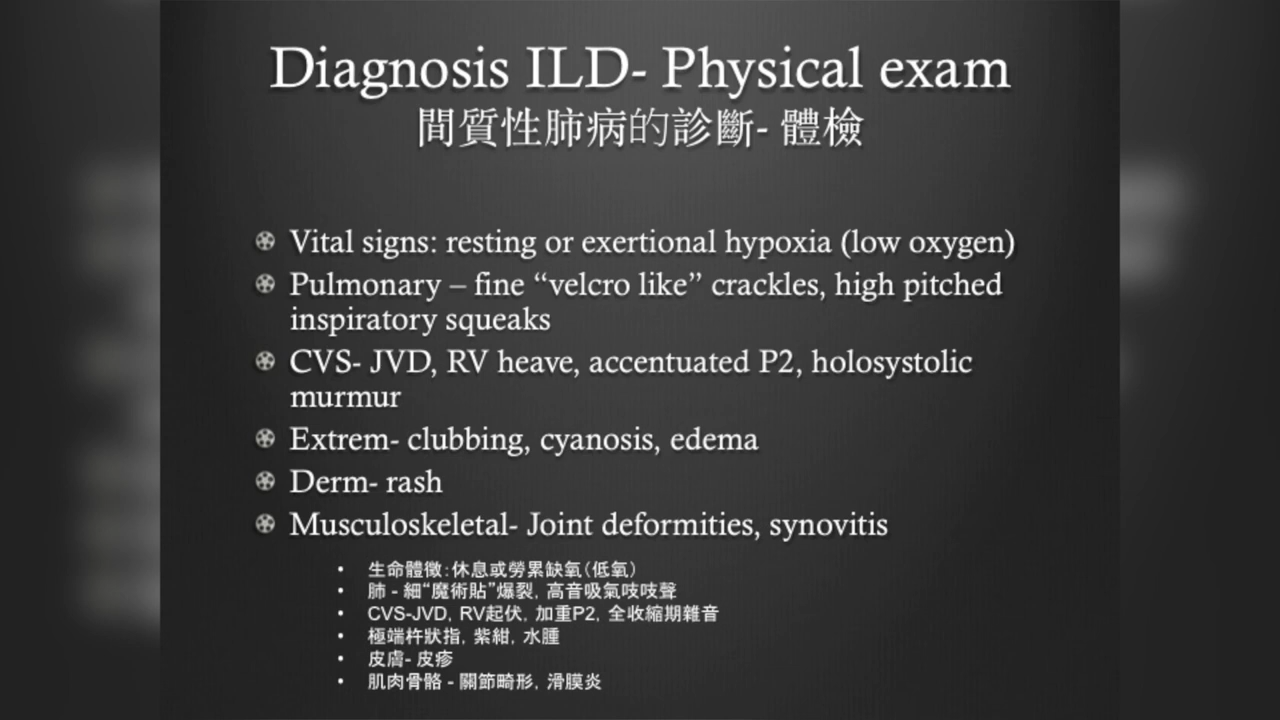 Diagnosis ILD- Physical exam
間質性肺病的診斷- 體檢
Vital signs: resting or exertional hypoxia (low oxygen)
Pulmonary – fine “velcro like” crackles, high pitched
inspiratory squeaks
CVS- JVD, RV heave, accentuated P2, holosystolic
murmur
Extrem- clubbing, cyanosis, edema
Derm- rash
Musculoskeletal- Joint deformities, synovitis
• 生命體徵：休息或勞累缺氧（低氧）
• 肺 - 細“魔術貼”爆裂，高音吸氣吱吱聲
• CVS-JVD，RV起伏，加重P2，全收縮期雜音
• 極端杵狀指，紫紺，水腫
• 皮膚- 皮疹
• 肌肉骨骼 - 關節畸形，滑膜炎